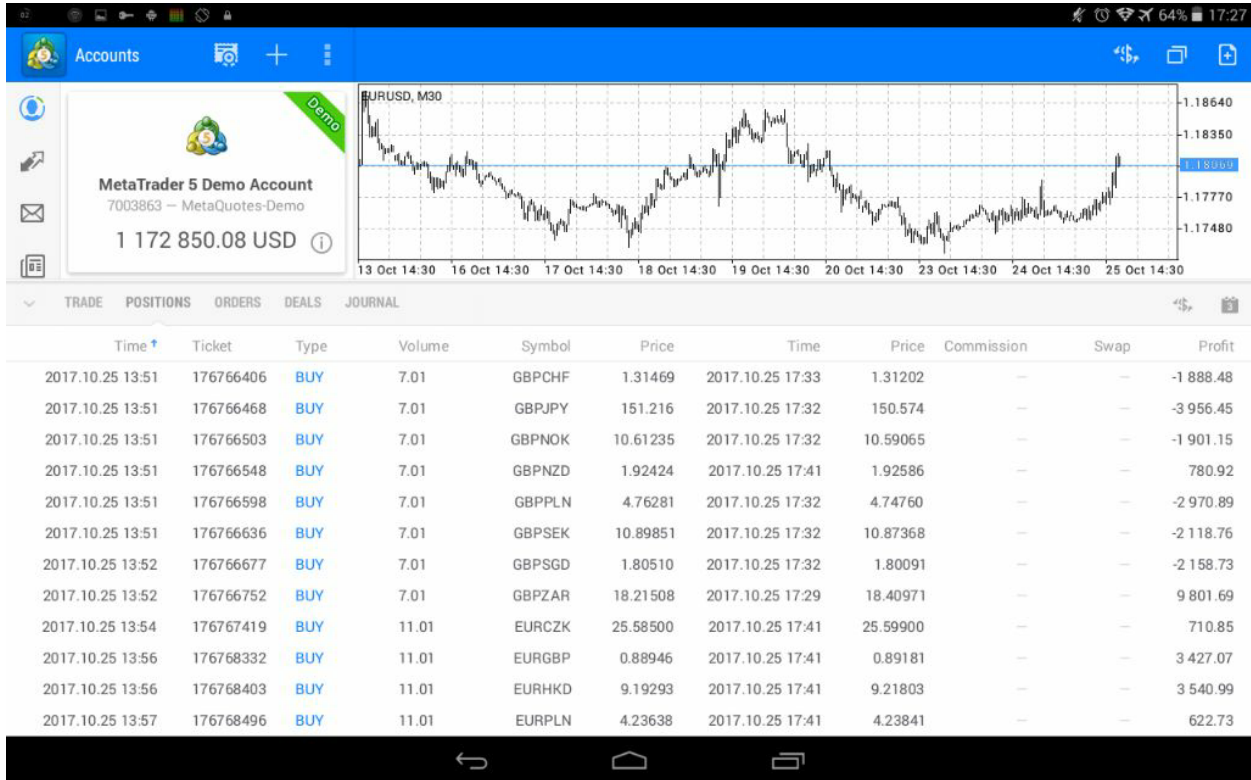 64% 17:27
Accounts
Demo
MetaTrader 5 Demo Account
7003863 — MetaQuotes-Demo
1 172 850.08 USD
EURUSD, M30
1.18640
1.18350
1.18060
1.17770
1.17480
13 Oct 14:30 16 Oct 14:30 17 Oct 14:30 18 Oct 14:30 19 Oct 14:30 20 Oct 14:30 23 Oct 14:30 24 Oct 14:30 25 Oct 14:30
TRADE POSITIONS ORDERS DEALS JOURNAL
Time Ticket Type Volume Symbol Price Time Price Commission Swap Profit
2017.10.25 13:51 176766406 BUY 7.01 GBPCHF 1.31469 2017.10.25 17:33 1.31202 — — -1 888.48
2017.10.25 13:51 176766468 BUY 7.01 GBPJPY 151.216 2017.10.25 17:32 150.574 — — -3 956.45
2017.10.25 13:51 176766503 BUY 7.01 GBPNOK 10.61235 2017.10.25 17:32 10.59065 — — -1 901.15
2017.10.25 13:51 176766548 BUY 7.01 GBPNZD 1.92424 2017.10.25 17:41 1.92586 — — 780.92
2017.10.25 13:51 176766598 BUY 7.01 GBPPLN 4.76281 2017.10.25 17:32 4.74760 — — -2 970.89
2017.10.25 13:51 176766636 BUY 7.01 GBPSEK 10.89851 2017.10.25 17:32 10.87368 — — -2 118.76
2017.10.25 13:52 176766677 BUY 7.01 GBPSGD 1.80510 2017.10.25 17:32 1.80091 — — -2 158.73
2017.10.25 13:52 176766752 BUY 7.01 GBPZAR 18.21508 2017.10.25 17:29 18.40971 — — 9 801.69
2017.10.25 13:54 176767419 BUY 11.01 EURCZK 25.58500 2017.10.25 17:41 25.59900 — — 710.85
2017.10.25 13:56 176768332 BUY 11.01 EURGBP 0.88946 2017.10.25 17:41 0.89181 — — 3 427.07
2017.10.25 13:56 176768403 BUY 11.01 EURHKD 9.19293 2017.10.25 17:41 9.21803 — — 3 540.99
2017.10.25 13:57 176768496 BUY 11.01 EURPLN 4.23638 2017.10.25 17:41 4.23841 — — 622.73